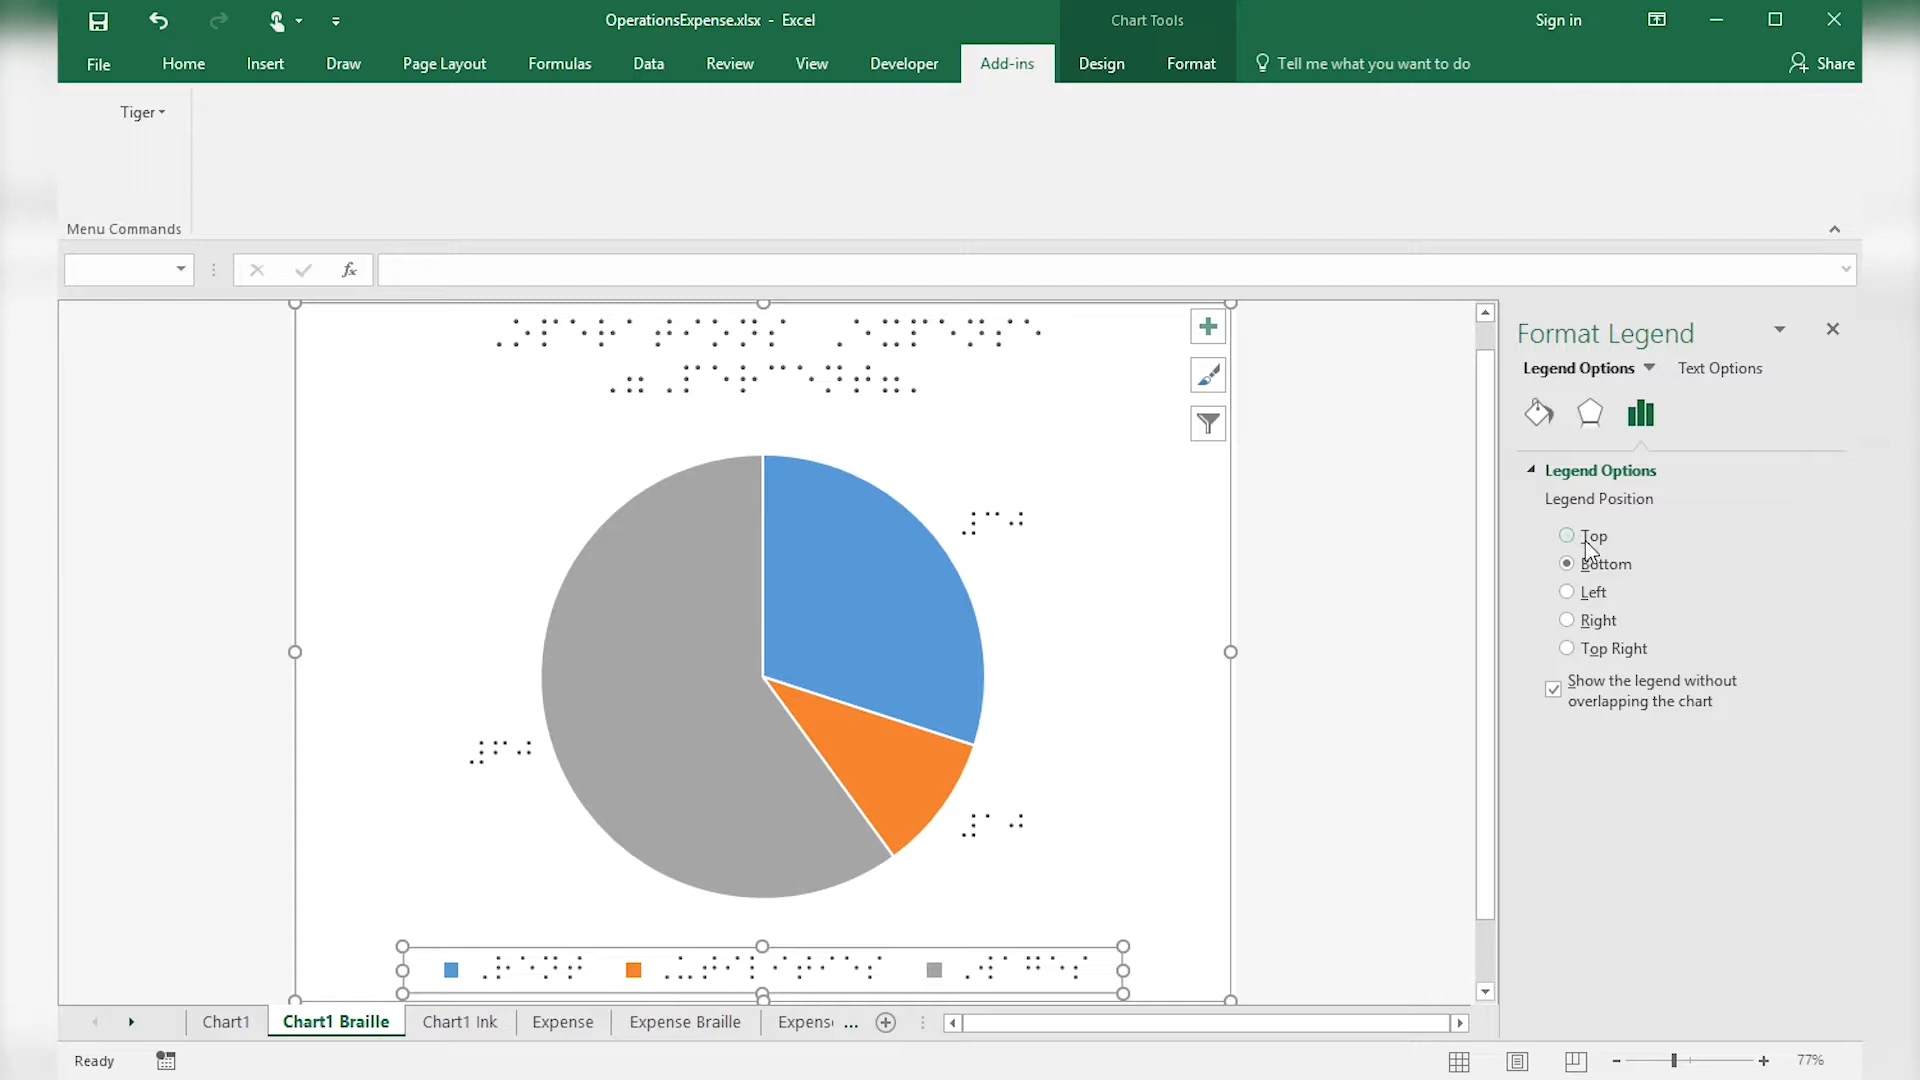 OperationsExpense.xlsx - Excel
Chart Tools
Sign in
File
Home
Insert
Draw
Page Layout
Formulas
Data
Review
View
Developer
Add-ins
Design
Format
Tell me what you want to do
Share
Tiger
Menu Commands
fx
Format Legend
Legend Options
Text Options
Legend Options
Legend Position
Top
Bottom
Left
Right
Top Right
Show the legend without
overlapping the chart
Chart1
Chart1 Braille
Chart1 Ink
Expense
Expense Braille
Expens
...
Ready
77%